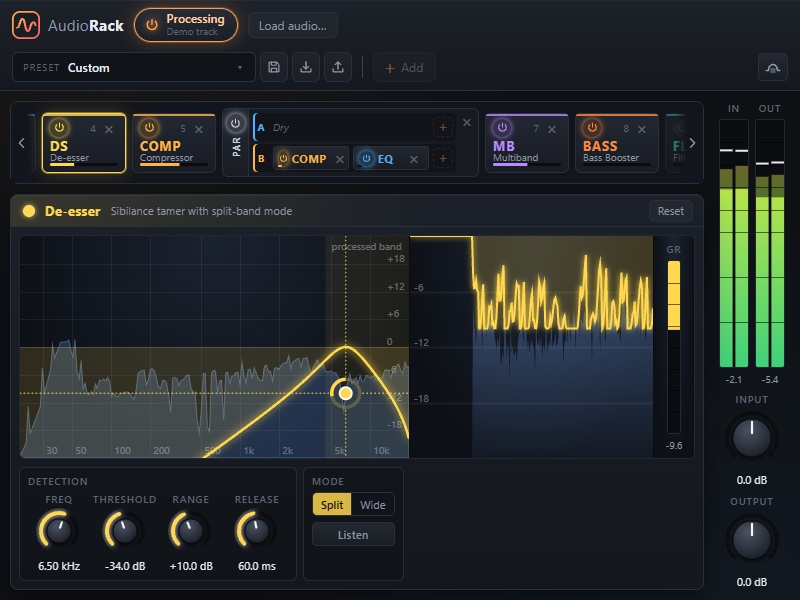 AudioRack
Processing
Demo track
Load audio...
PRESET Custom
+ Add
4
DS
De-esser
5
COMP
Compressor
PAR
A Dry
B COMP EQ
7
MB
Multiband
8
BASS
Bass Booster
De-esser Sibilance tamer with split-band mode
Reset
processed band
+18
+12
+6
0
-18
30 50 100 200 500 1k 2k 5k 10k
-6
-12
-18
GR
-9.6
DETECTION
FREQ THRESHOLD RANGE RELEASE
6.50 kHz -34.0 dB +10.0 dB 60.0 ms
MODE
Split Wide
Listen
IN OUT
-2.1 -5.4
INPUT
0.0 dB
OUTPUT
0.0 dB